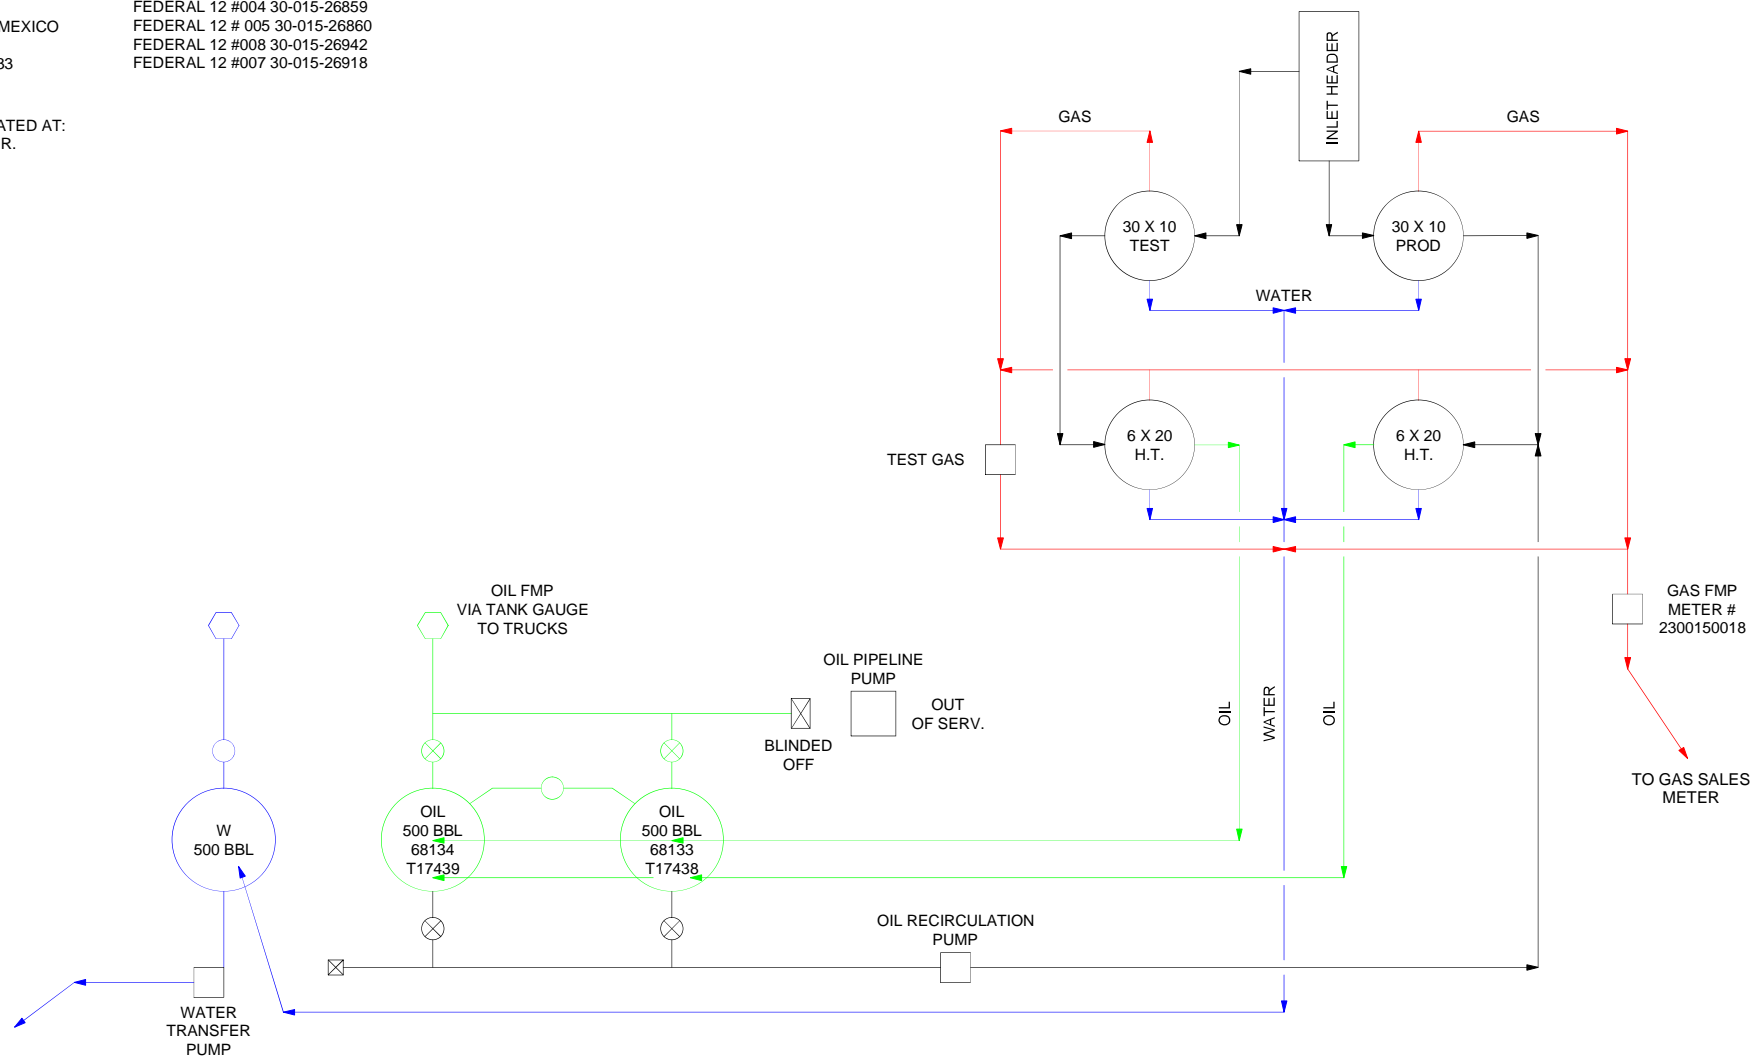 FEDERAL 12 #004 30-015-26859
MEXICO
FEDERAL 12 # 005 30-015-26860
FEDERAL 12 #008 30-015-26942
33
FEDERAL 12 #007 30-015-26918
ATED AT:
R.
INLET HEADER
GAS
GAS
30 X 10
TEST
30 X 10
PROD
WATER
6 X 20
H.T.
6 X 20
H.T.
TEST GAS
OIL FMP
VIA TANK GAUGE
TO TRUCKS
GAS FMP
METER #
2300150018
OIL PIPELINE
PUMP
OUT
OF SERV.
BLINDED
OFF
OIL
WATER
OIL
TO GAS SALES
METER
W
500 BBL
OIL
500 BBL
68134
T17439
OIL
500 BBL
68133
T17438
OIL RECIRCULATION
PUMP
WATER
TRANSFER
PUMP